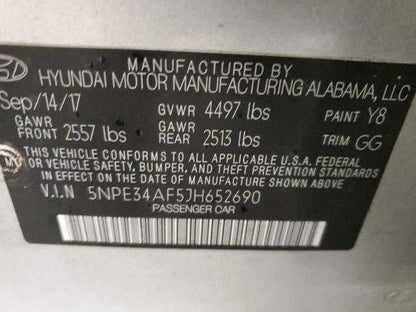 MANUFACTURED BY
HYUNDAI MOTOR MANUFACTURING ALABAMA, LLC
Sep/14/17 GVWR 4497 lbs PAINT Y8
GAWR FRONT 2557 lbs GAWR REAR 2513 lbs TRIM GG
THIS VEHICLE CONFORMS TO ALL APPLICABLE U.S.A. FEDERAL
BUMPER, SAFETY, AND THEFT PREVENTION STANDARDS
IN EFFECT ON THE DATE OF MANUFACTURE SHOWN ABOVE.
V.I.N 5NPE34AF5JH652690
PASSENGER CAR